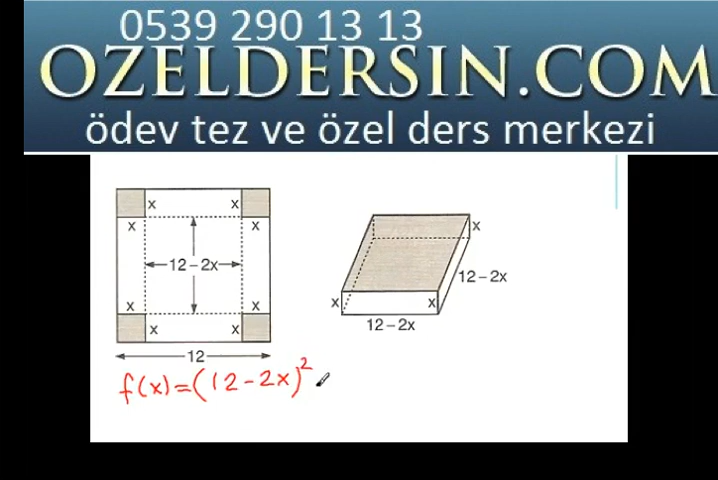 0539 290 13 13
OZELDERSIN.COM
ödev tez ve özel ders merkezi
x x
x x
12-2x
x x
x x
12
x
12-2x
x x
12-2x
f(x)=(12-2x)²